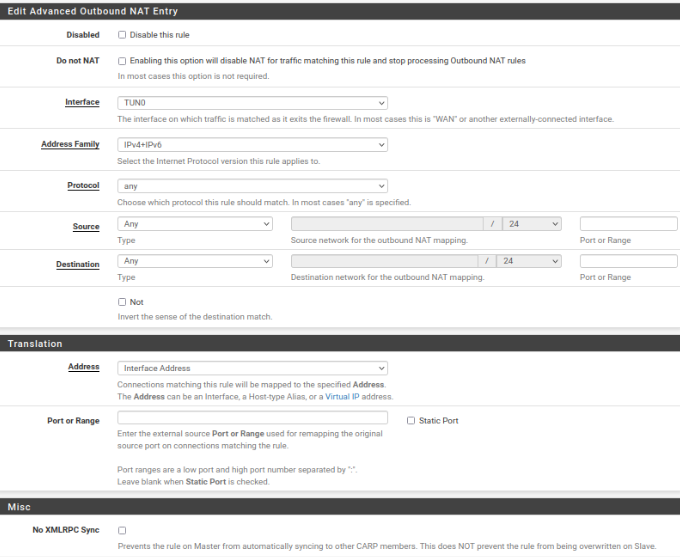 Edit Advanced Outbound NAT Entry
Disabled Disable this rule
Do not NAT Enabling this option will disable NAT for traffic matching this rule and stop processing Outbound NAT rules
In most cases this option is not required.
Interface TUN0
The interface on which traffic is matched as it exits the firewall. In most cases this is "WAN" or another externally-connected interface.
Address Family IPv4+IPv6
Select the Internet Protocol version this rule applies to.
Protocol any
Choose which protocol this rule should match. In most cases "any" is specified.
Source Any / 24
Type Source network for the outbound NAT mapping. Port or Range
Destination Any / 24
Type Destination network for the outbound NAT mapping. Port or Range
Not
Invert the sense of the destination match.
Translation
Address Interface Address
Connections matching this rule will be mapped to the specified Address.
The Address can be an Interface, a Host-type Alias, or a Virtual IP address.
Port or Range Static Port
Enter the external source Port or Range used for remapping the original
source port on connections matching the rule.
Port ranges are a low port and high port number separated by ":".
Leave blank when Static Port is checked.
Misc
No XMLRPC Sync
Prevents the rule on Master from automatically syncing to other CARP members. This does NOT prevent the rule from being overwritten on Slave.